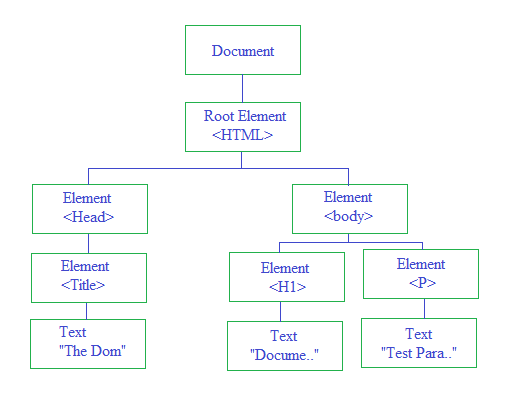 Document
Root Element
<HTML>
Element
<Head>
Element
<body>
Element
<Title>
Element
<H1>
Element
<P>
Text
"The Dom"
Text
"Docume.."
Text
"Test Para.."